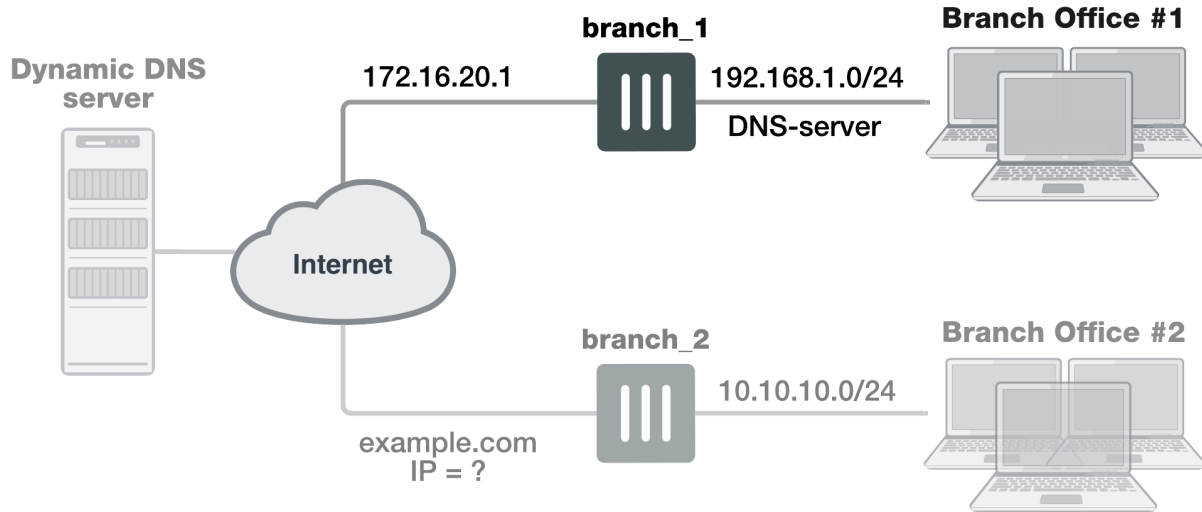 Dynamic DNS
server
172.16.20.1
branch_1
192.168.1.0/24
DNS-server
Branch Office #1
Internet
example.com
IP = ?
branch_2
10.10.10.0/24
Branch Office #2